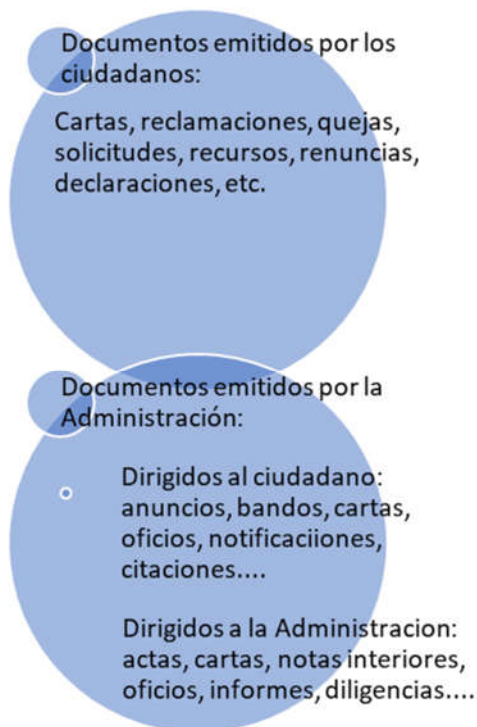 Documentos emitidos por los
ciudadanos:
Cartas, reclamaciones, quejas,
solicitudes, recursos, renuncias,
declaraciones, etc.
Documentos emitidos por la
Administración:
Dirigidos al ciudadano:
anuncios, bandos, cartas,
oficios, notificaciiones,
citaciones....
Dirigidos a la Administracion:
actas, cartas, notas interiores,
oficios, informes, diligencias....